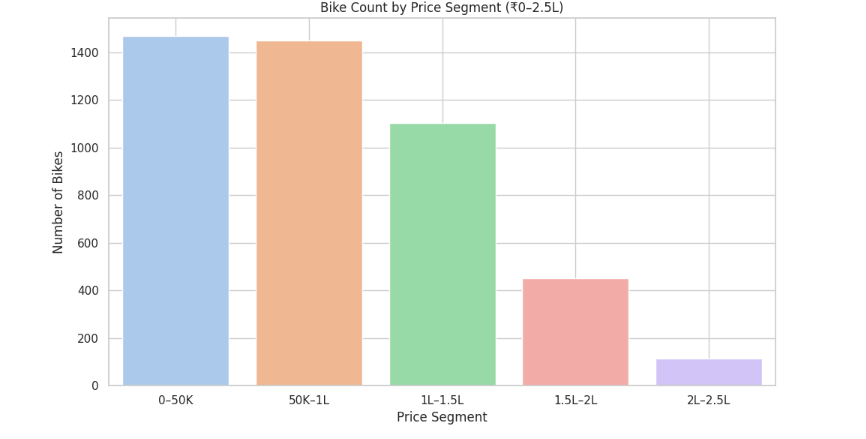 Bike Count by Price Segment (₹0–2.5L)
Number of Bikes
1400
1200
1000
800
600
400
200
0
0–50K 50K–1L 1L–1.5L 1.5L–2L 2L–2.5L
Price Segment